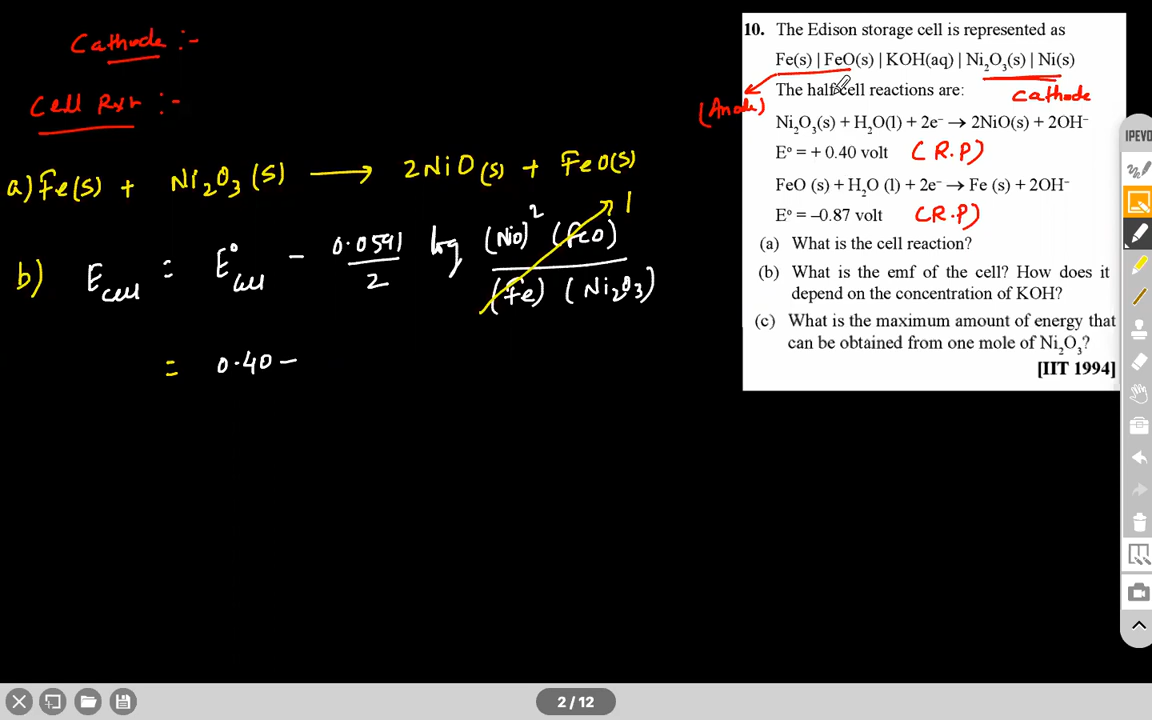 Cathode :-
Cell Rxn :-
a) Fe(s) + Ni₂O₃(s) ⟶ 2NiO(s) + FeO(s)
b) E_cell = E°_cell − 0.0591/2 log (NiO)² (FeO) / (Fe) (Ni₂O₃) 1
= 0.40 −
10. The Edison storage cell is represented as
Fe(s) | FeO(s) | KOH(aq) | Ni₂O₃(s) | Ni(s)
(Anode)
The half-cell reactions are:
Cathode
Ni₂O₃(s) + H₂O(l) + 2e⁻ → 2NiO(s) + 2OH⁻
E° = + 0.40 volt (R.P)
FeO (s) + H₂O (l) + 2e⁻ → Fe (s) + 2OH⁻
E° = –0.87 volt (R.P)
(a) What is the cell reaction?
(b) What is the emf of the cell? How does it
depend on the concentration of KOH?
(c) What is the maximum amount of energy that
can be obtained from one mole of Ni₂O₃?
[IIT 1994]
IPEVO
2 / 12